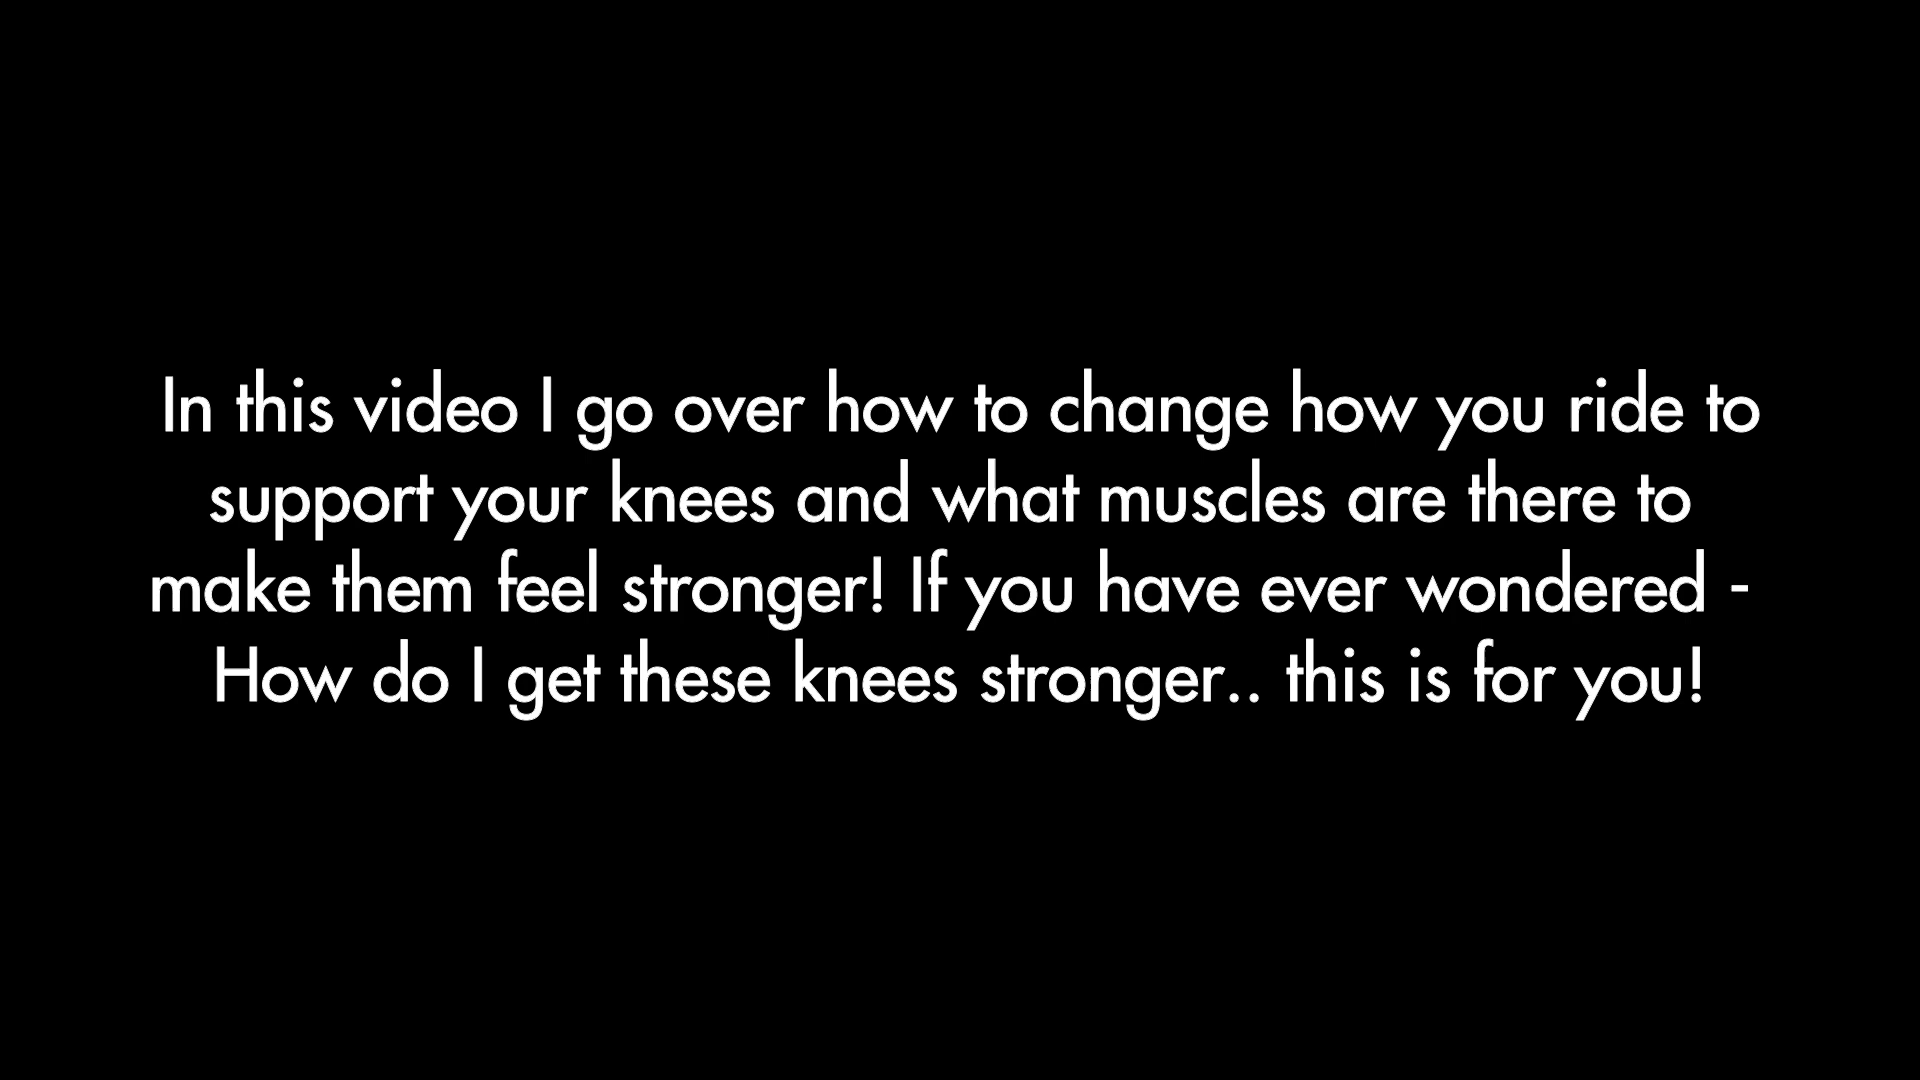 In this video I go over how to change how you ride to
support your knees and what muscles are there to
make them feel stronger! If you have ever wondered -
How do I get these knees stronger.. this is for you!